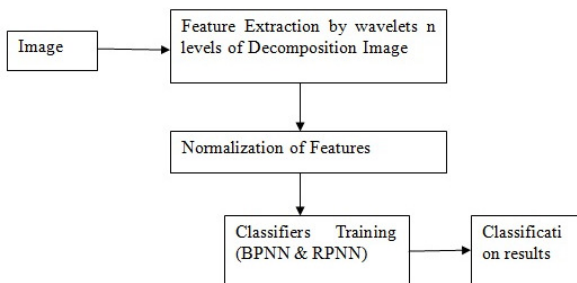 Image
Feature Extraction by wavelets n
levels of Decomposition Image
Normalization of Features
Classifiers Training
(BPNN & RPNN)
Classificati
on results